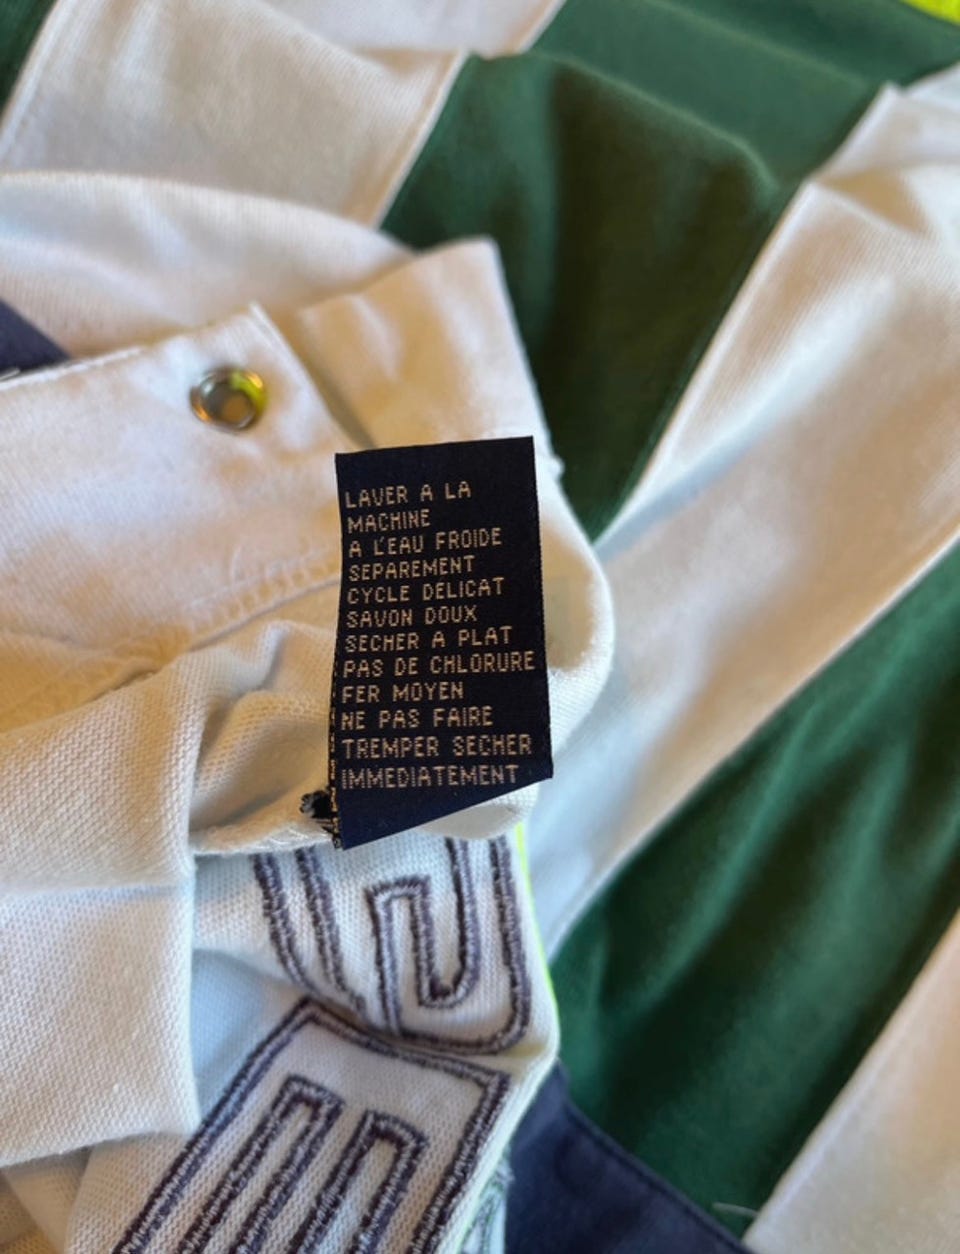 LAVER A LA
MACHINE
A L'EAU FROIDE
SEPAREMENT
CYCLE DELICAT
SAVON DOUX
SECHER A PLAT
PAS DE CHLORURE
FER MOYEN
NE PAS FAIRE
TREMPER SECHER
IMMEDIATEMENT